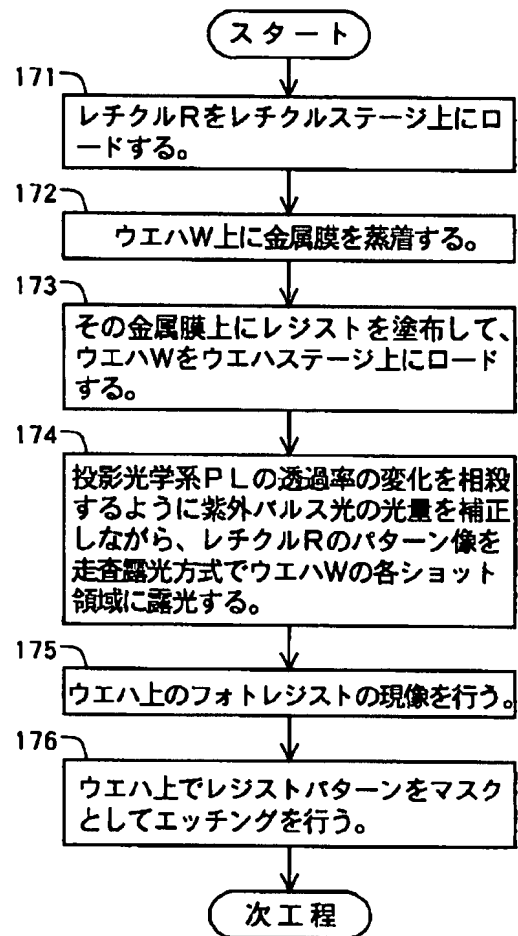 スタート
171
レチクルRをレチクルステージ上にロ
ードする。
172
ウエハW上に金属膜を蒸着する。
173
その金属膜上にレジストを塗布して、
ウエハWをウエハステージ上にロード
する。
174
投影光学系PLの透過率の変化を相殺
するように紫外パルス光の光量を補正
しながら、レチクルRのパターン像を
走査露光方式でウエハWの各ショット
領域に露光する。
175
ウエハ上のフォトレジストの現像を行う。
176
ウエハ上でレジストパターンをマスク
としてエッチングを行う。
次工程